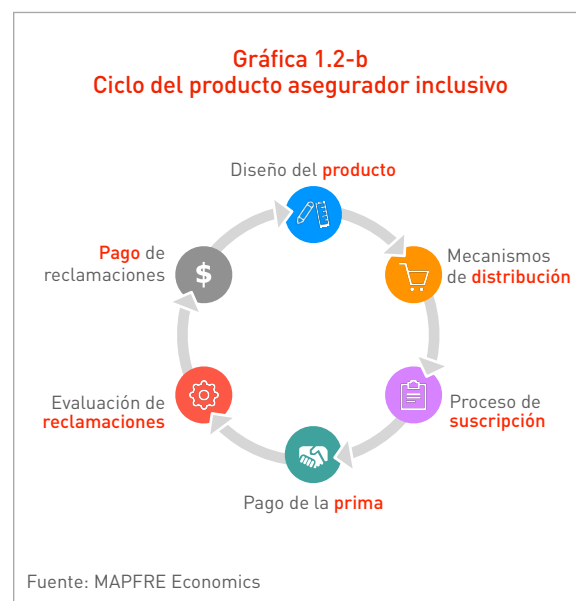 Gráfica 1.2-b
Ciclo del producto asegurador inclusivo
Diseño del producto
Mecanismos
de distribución
Proceso de
suscripción
Pago de la prima
Evaluación de
reclamaciones
Pago de
reclamaciones
$
Fuente: MAPFRE Economics